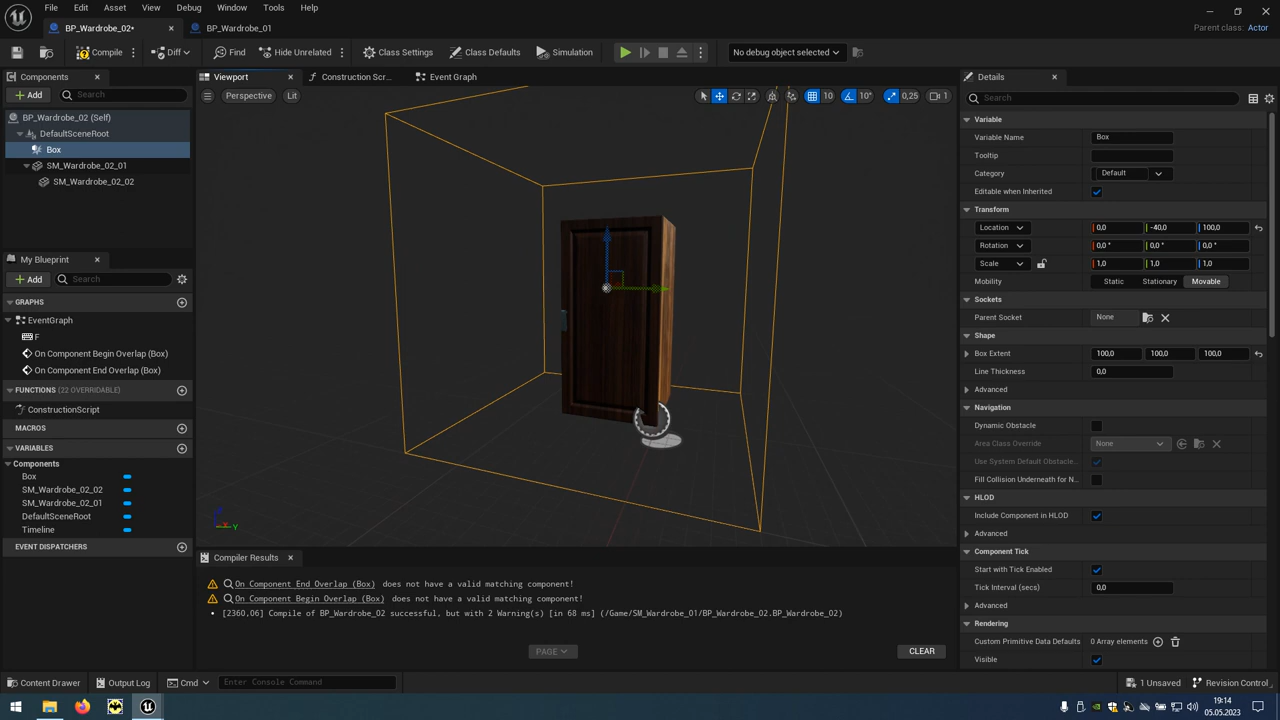 File Edit Asset View Debug Window Tools Help
BP_Wardrobe_02• BP_Wardrobe_01
Parent class: Actor
Compile Diff Find Hide Unrelated Class Settings Class Defaults Simulation No debug object selected
Components Viewport Construction Scr... Event Graph Details
Add Search Perspective Lit 10 10° 0,25 1 Search
BP_Wardrobe_02 (Self)
DefaultSceneRoot
Box
SM_Wardrobe_02_01
SM_Wardrobe_02_02
My Blueprint
Add Search
GRAPHS
EventGraph
F
On Component Begin Overlap (Box)
On Component End Overlap (Box)
FUNCTIONS (22 OVERRIDABLE)
ConstructionScript
MACROS
VARIABLES
Components
Box
SM_Wardrobe_02_02
SM_Wardrobe_02_01
DefaultSceneRoot
Timeline
EVENT DISPATCHERS
Z
X Y
Compiler Results
On Component End Overlap (Box) does not have a valid matching component!
On Component Begin Overlap (Box) does not have a valid matching component!
[2360,06] Compile of BP_Wardrobe_02 successful, but with 2 Warning(s) [in 68 ms] (/Game/SM_Wardrobe_01/BP_Wardrobe_02.BP_Wardrobe_02)
PAGE CLEAR
Variable
Variable Name Box
Tooltip
Category Default
Editable when Inherited
Transform
Location 0,0 -40,0 100,0
Rotation 0,0 ° 0,0 ° 0,0 °
Scale 1,0 1,0 1,0
Mobility Static Stationary Movable
Sockets
Parent Socket None
Shape
Box Extent 100,0 100,0 100,0
Line Thickness 0,0
Advanced
Navigation
Dynamic Obstacle
Area Class Override None
Use System Default Obstacle...
Fill Collision Underneath for N...
HLOD
Include Component in HLOD
Advanced
Component Tick
Start with Tick Enabled
Tick Interval (secs) 0,0
Advanced
Rendering
Custom Primitive Data Defaults 0 Array elements
Visible
Content Drawer Output Log Cmd Enter Console Command 1 Unsaved Revision Control
19:14
05.05.2023